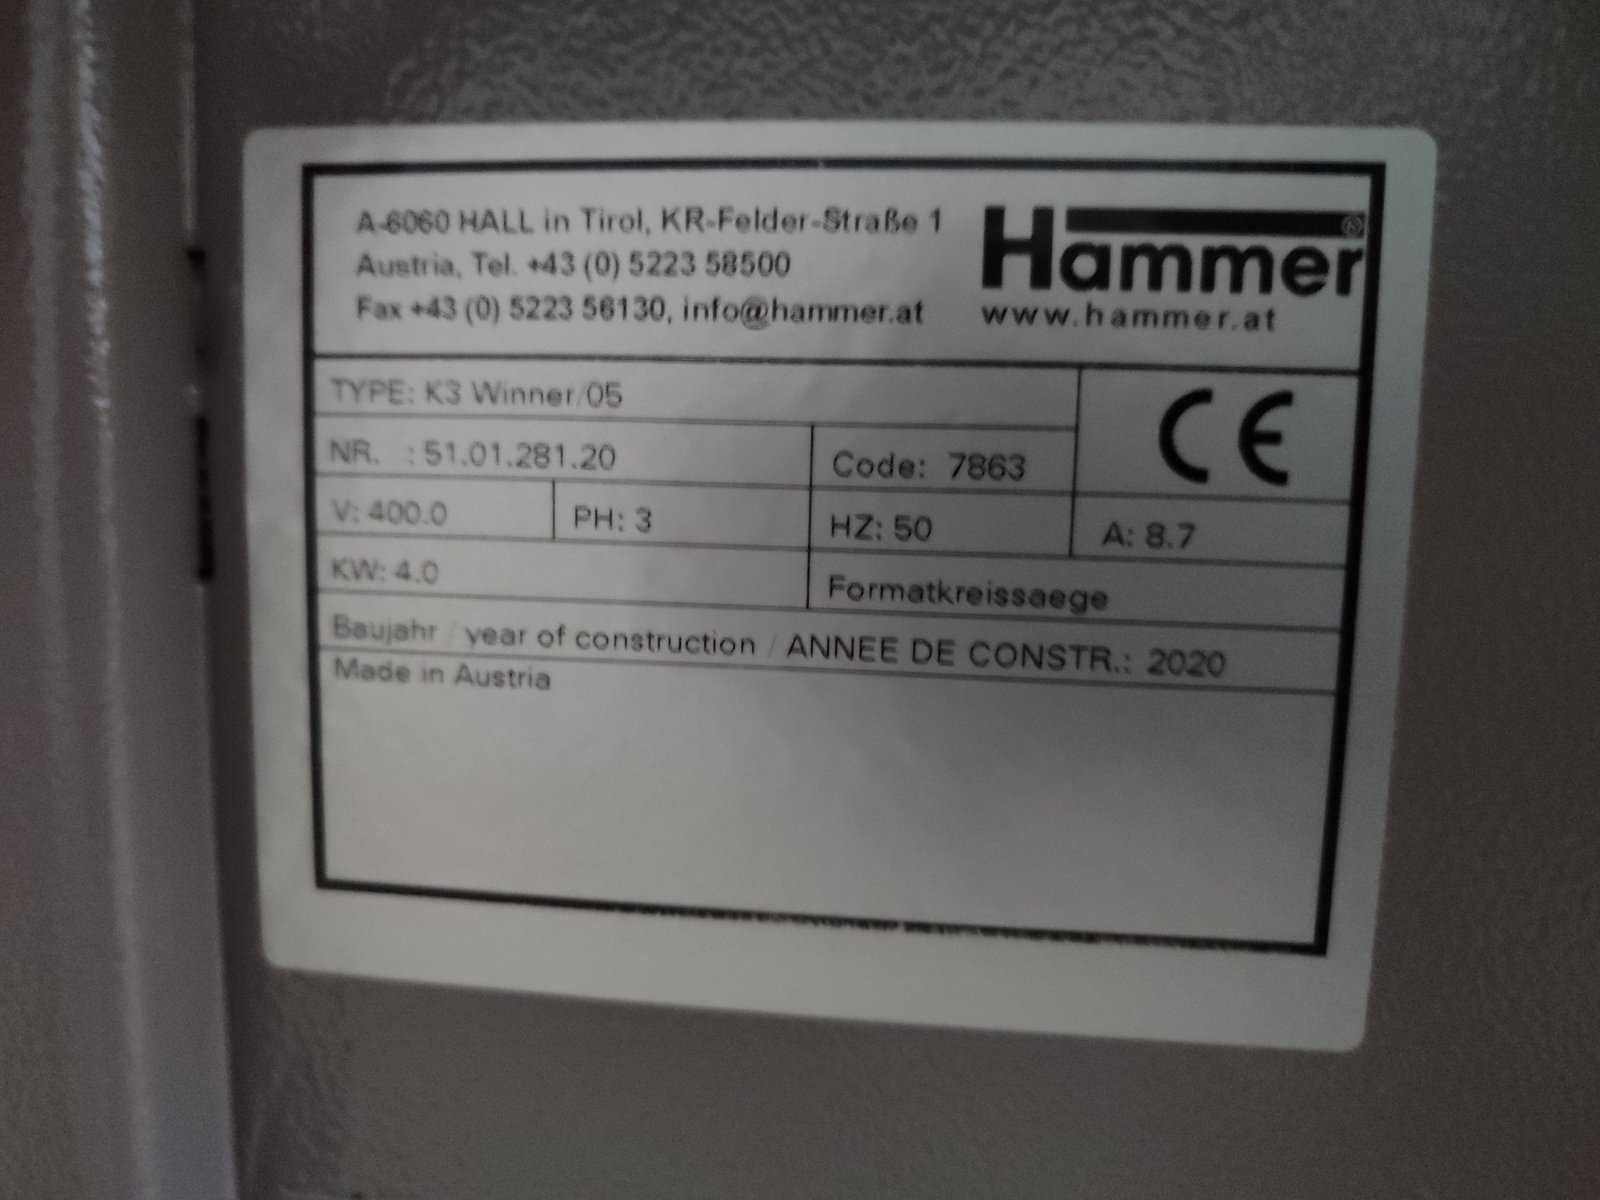 A-6060 HALL in Tirol, KR-Felder-Straße 1
Austria, Tel. +43 (0) 5223 58500
Fax +43 (0) 5223 56130, info@hammer.at
Hammer®
www.hammer.at
TYPE: K3 Winner/05
CE
NR. : 51.01.281.20
Code: 7863
V: 400.0
PH: 3
HZ: 50
A: 8.7
KW: 4.0
Formatkreissaege
Baujahr / year of construction / ANNEE DE CONSTR.: 2020
Made in Austria